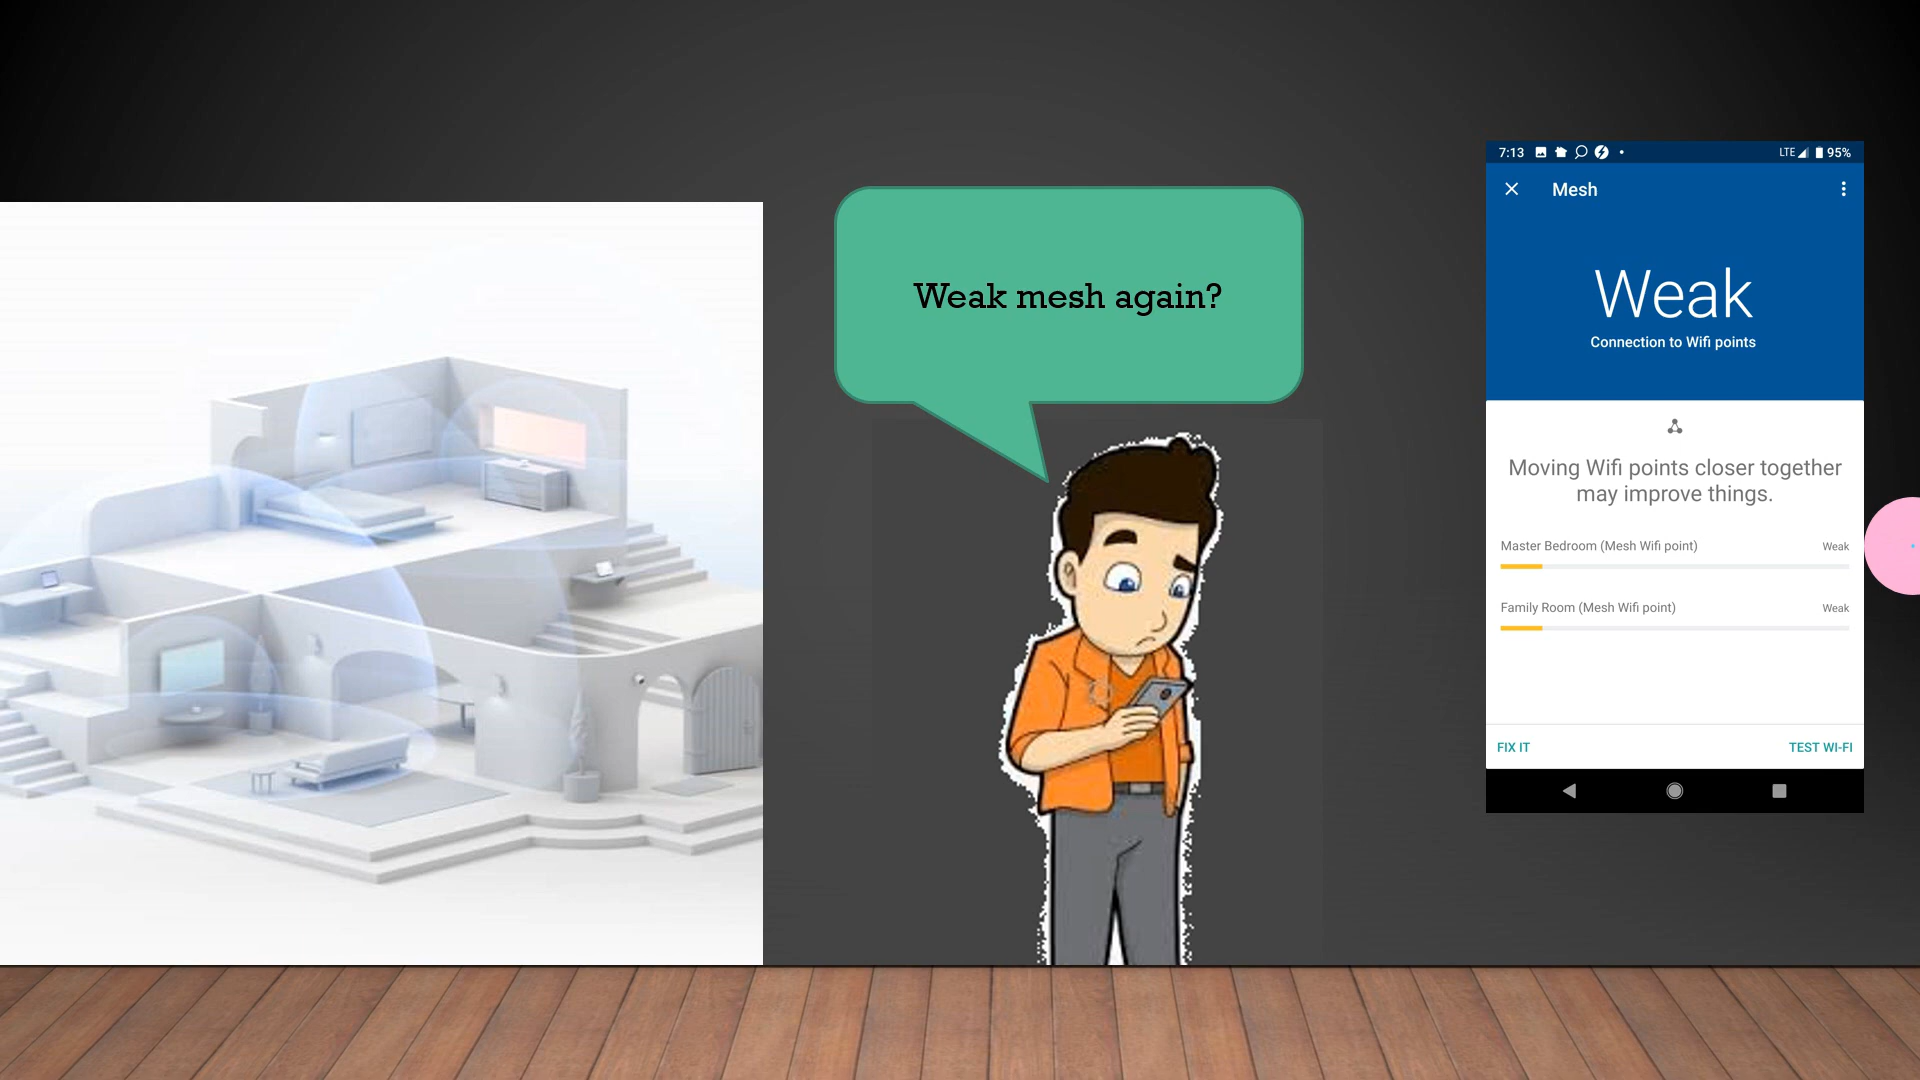 Weak mesh again?
7:13 LTE 95%
Mesh
Weak
Connection to Wifi points
Moving Wifi points closer together
may improve things.
Master Bedroom (Mesh Wifi point) Weak
Family Room (Mesh Wifi point) Weak
FIX IT TEST WI-FI